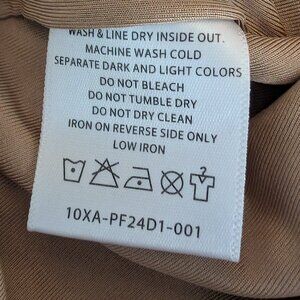 WASH & LINE DRY INSIDE OUT.
MACHINE WASH COLD
SEPARATE DARK AND LIGHT COLORS
DO NOT BLEACH
DO NOT TUMBLE DRY
DO NOT DRY CLEAN
IRON ON REVERSE SIDE ONLY
LOW IRON
10XA-PF24D1-001